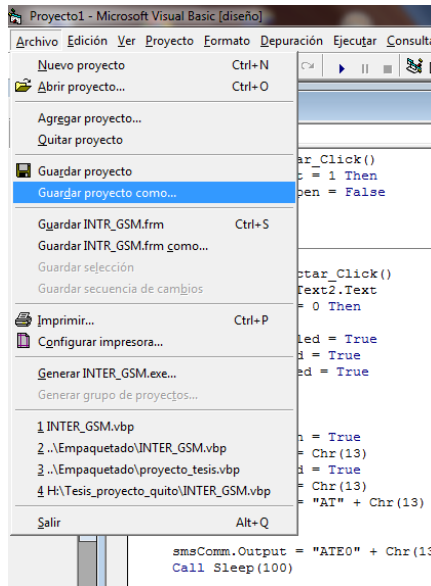 Proyecto1 - Microsoft Visual Basic [diseño]
Archivo Edición Ver Proyecto Formato Depuración Ejecutar Consulta
Nuevo proyecto Ctrl+N
Abrir proyecto... Ctrl+O
Agregar proyecto...
Quitar proyecto
ar_Click()
Guardar proyecto
= 1 Then
Guardar proyecto como...
pen = False
Guardar INTR_GSM.frm Ctrl+S
Guardar INTR_GSM.frm como...
Guardar selección
ctar_Click()
Guardar secuencia de cambios
Text2.Text
= 0 Then
Imprimir... Ctrl+P
Configurar impresora...
led = True
d = True
Generar INTER_GSM.exe...
ed = True
Generar grupo de proyectos...
1 INTER_GSM.vbp
2 ..\Empaquetado\INTER_GSM.vbp
= True
3 ..\Empaquetado\proyecto_tesis.vbp
= Chr(13)
d = True
4 H:\Tesis_proyecto_quito\INTER_GSM.vbp
= Chr(13)
= "AT" + Chr(13)
Salir Alt+Q
smsComm.Output = "ATE0" + Chr(13
Call Sleep(100)